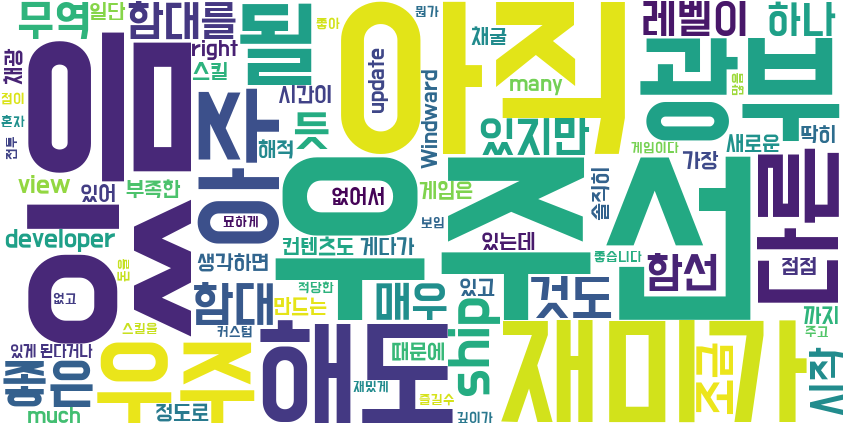 무역
일단
함대를
될
좋아
뭔가
채굴
레벨이
하나
right
채광
스킬
아직
update
many
Windward
광부
점이
혼자
전투
임
시간이
해적
듯
있지만
게임이다
새로운
딱히
가장
솔직히
view
있어
부족한
없어서
게임은
우주선
다른
developer
묘하게
보임
있는데
좋습니다
컨텐츠도
게다가
생각하면
함선
점점
없고
함대
적당한
만드는
매우
있고
것도
까지
주고
스킬을
커스텀
ship
해도
재미가
조금
시작
있게
된다거나
우주
때문에
좋은
재밌게
즐길수
much
정도로
깊이가